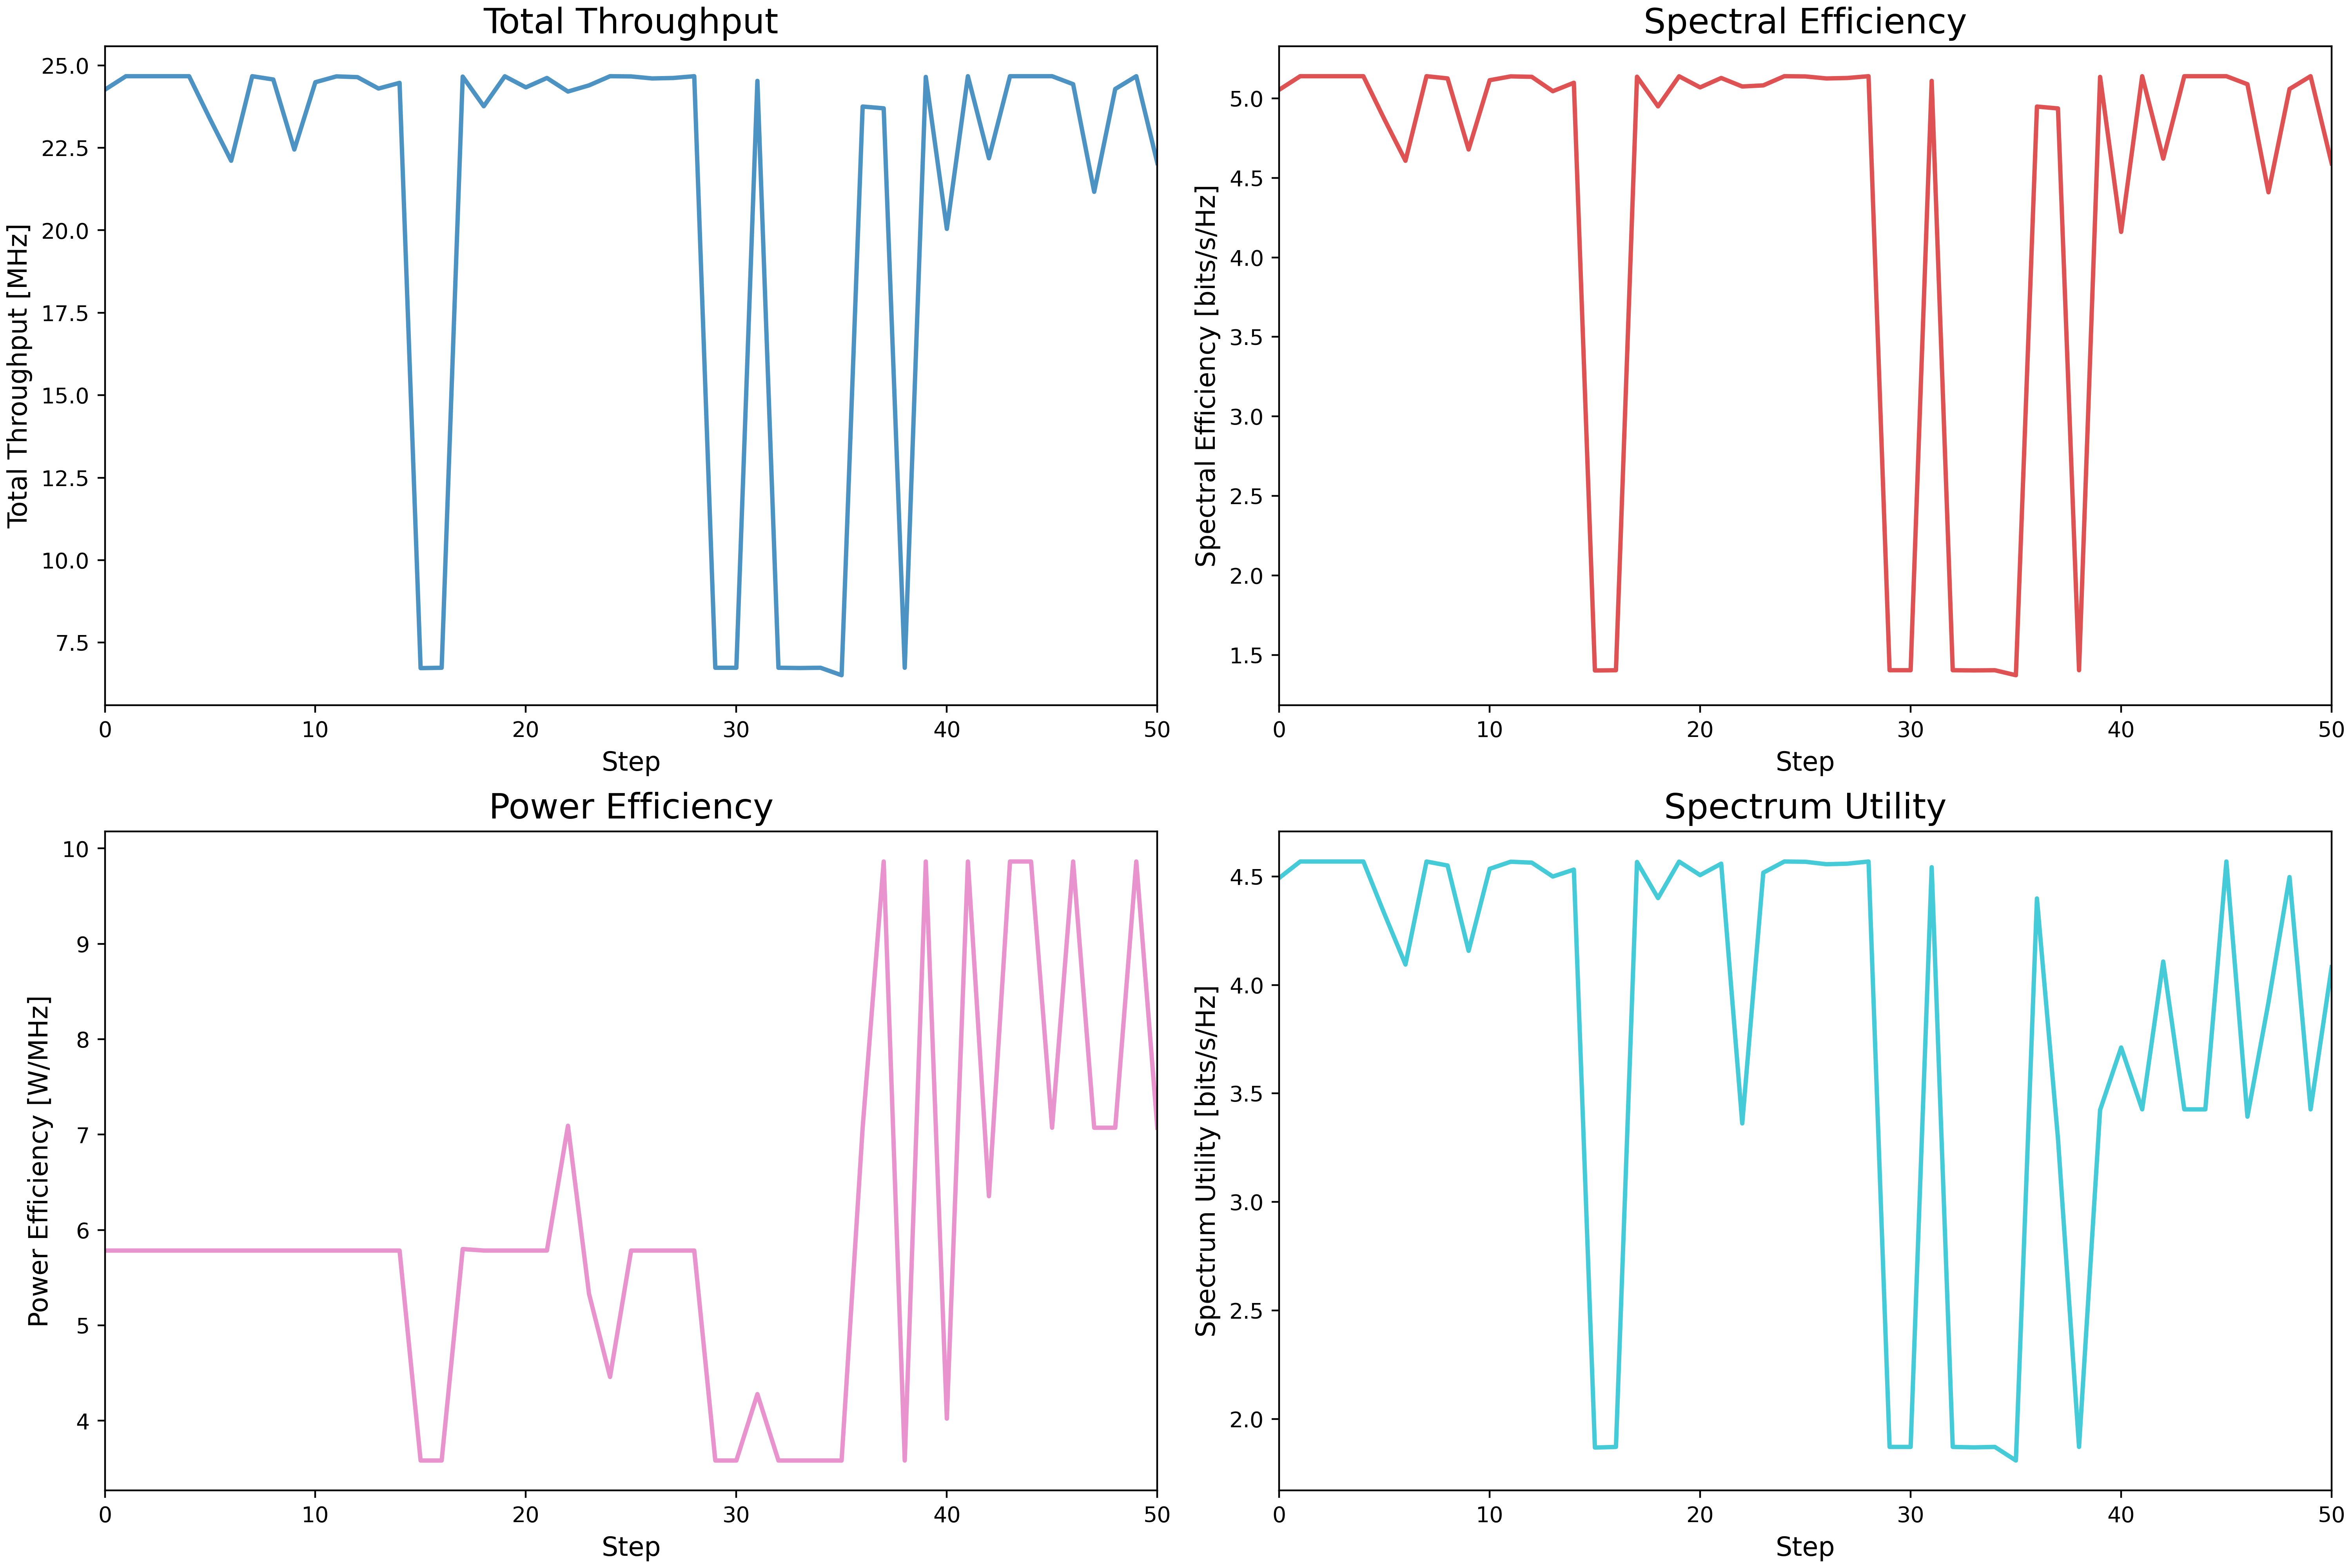 Total Throughput
Total Throughput [MHz]
25.0
22.5
20.0
17.5
15.0
12.5
10.0
7.5
0 10 20 30 40 50
Step
Spectral Efficiency
Spectral Efficiency [bits/s/Hz]
5.0
4.5
4.0
3.5
3.0
2.5
2.0
1.5
0 10 20 30 40 50
Step
Power Efficiency
Power Efficiency [W/MHz]
10
9
8
7
6
5
4
0 10 20 30 40 50
Step
Spectrum Utility
Spectrum Utility [bits/s/Hz]
4.5
4.0
3.5
3.0
2.5
2.0
0 10 20 30 40 50
Step